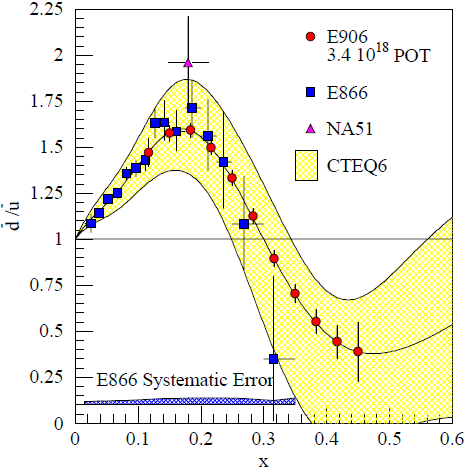 d̄/ū
2.25
2
1.75
1.5
1.25
1
0.75
0.5
0.25
0
E906
3.4 10¹⁸ POT
E866
NA51
CTEQ6
E866 Systematic Error
0 0.1 0.2 0.3 0.4 0.5 0.6
x